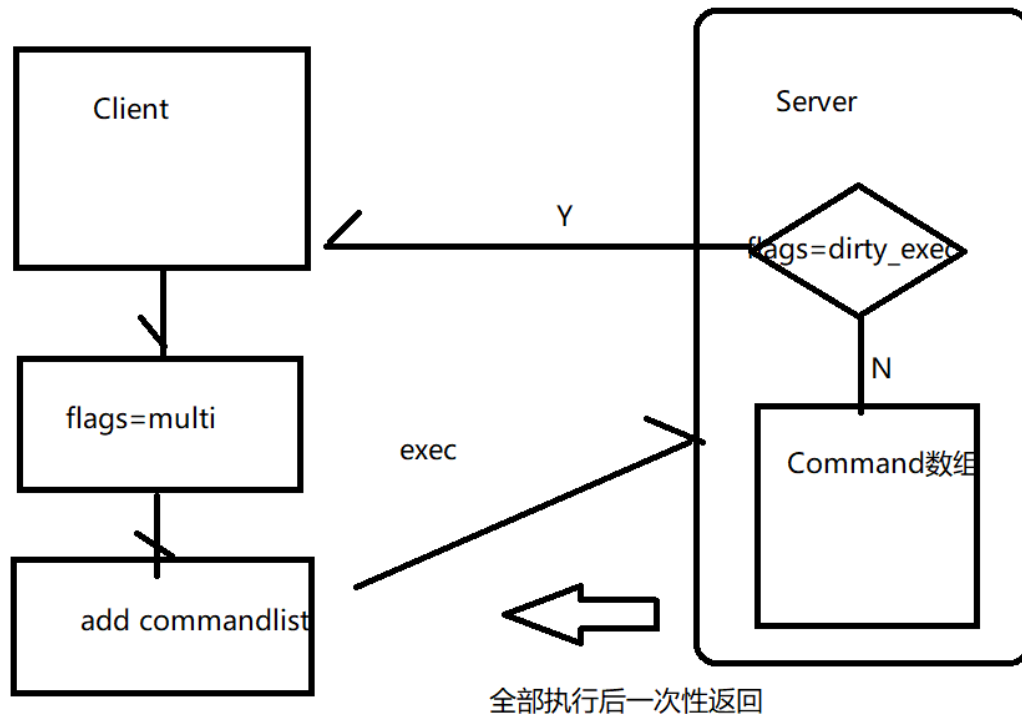 Client
Server
Y
flags=dirty_exec
N
flags=multi
exec
Command数组
add commandlist
全部执行后一次性返回